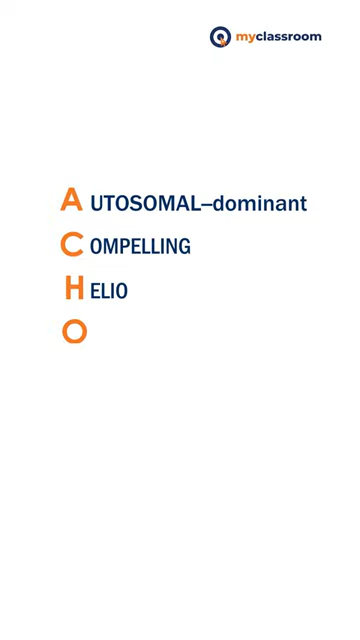 myclassroom
AUTOSOMAL–dominant
COMPELLING
HELIO
O